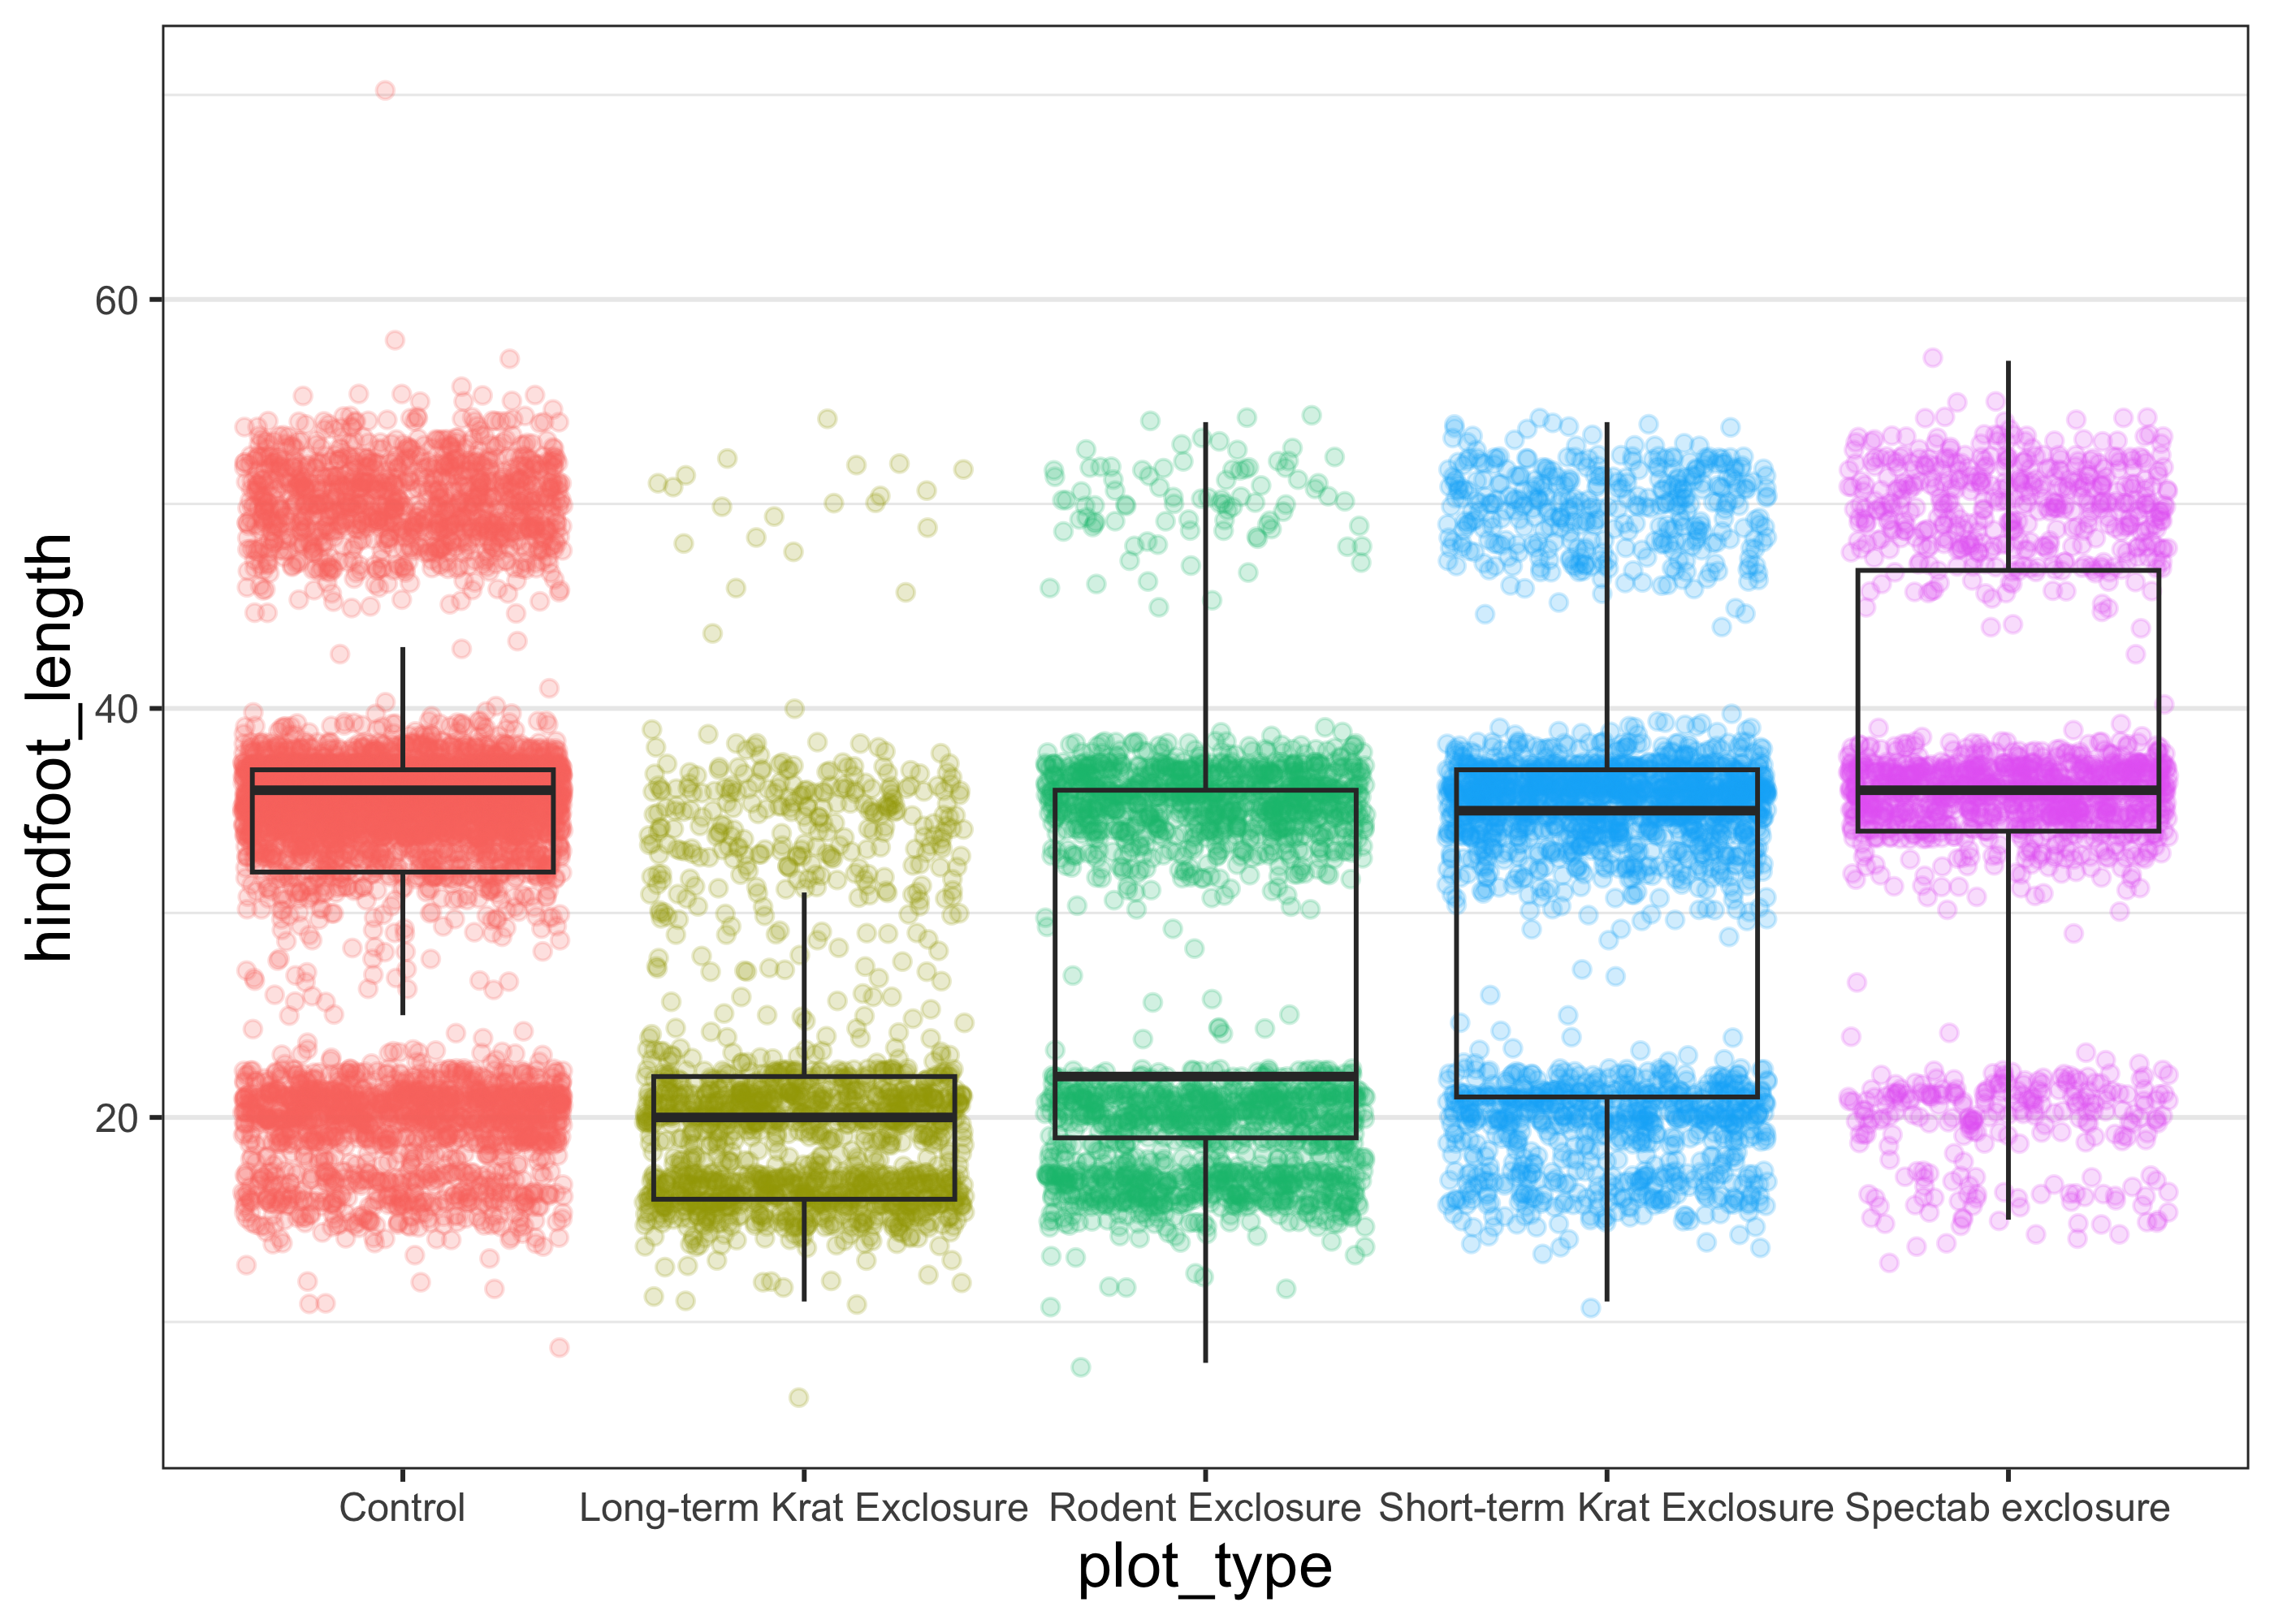 hindfoot_length
60
40
20
Control
Long-term Krat Exclosure
Rodent Exclosure
Short-term Krat Exclosure
Spectab exclosure
plot_type